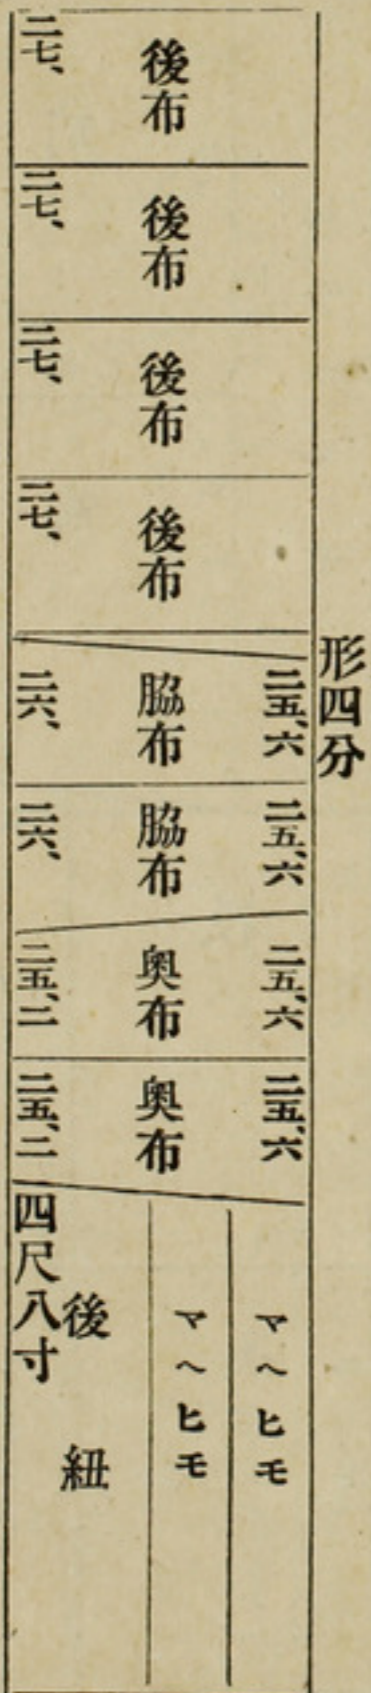 形四分
後布
二七、
後布
二七、
後布
二七、
後布
二七、
二五、六
脇布
二六、
二五、六
脇布
二六、
二五、六
奥布
二五、二
二五、六
奥布
二五、二
マヘヒモ
マヘヒモ
後紐
四尺八寸